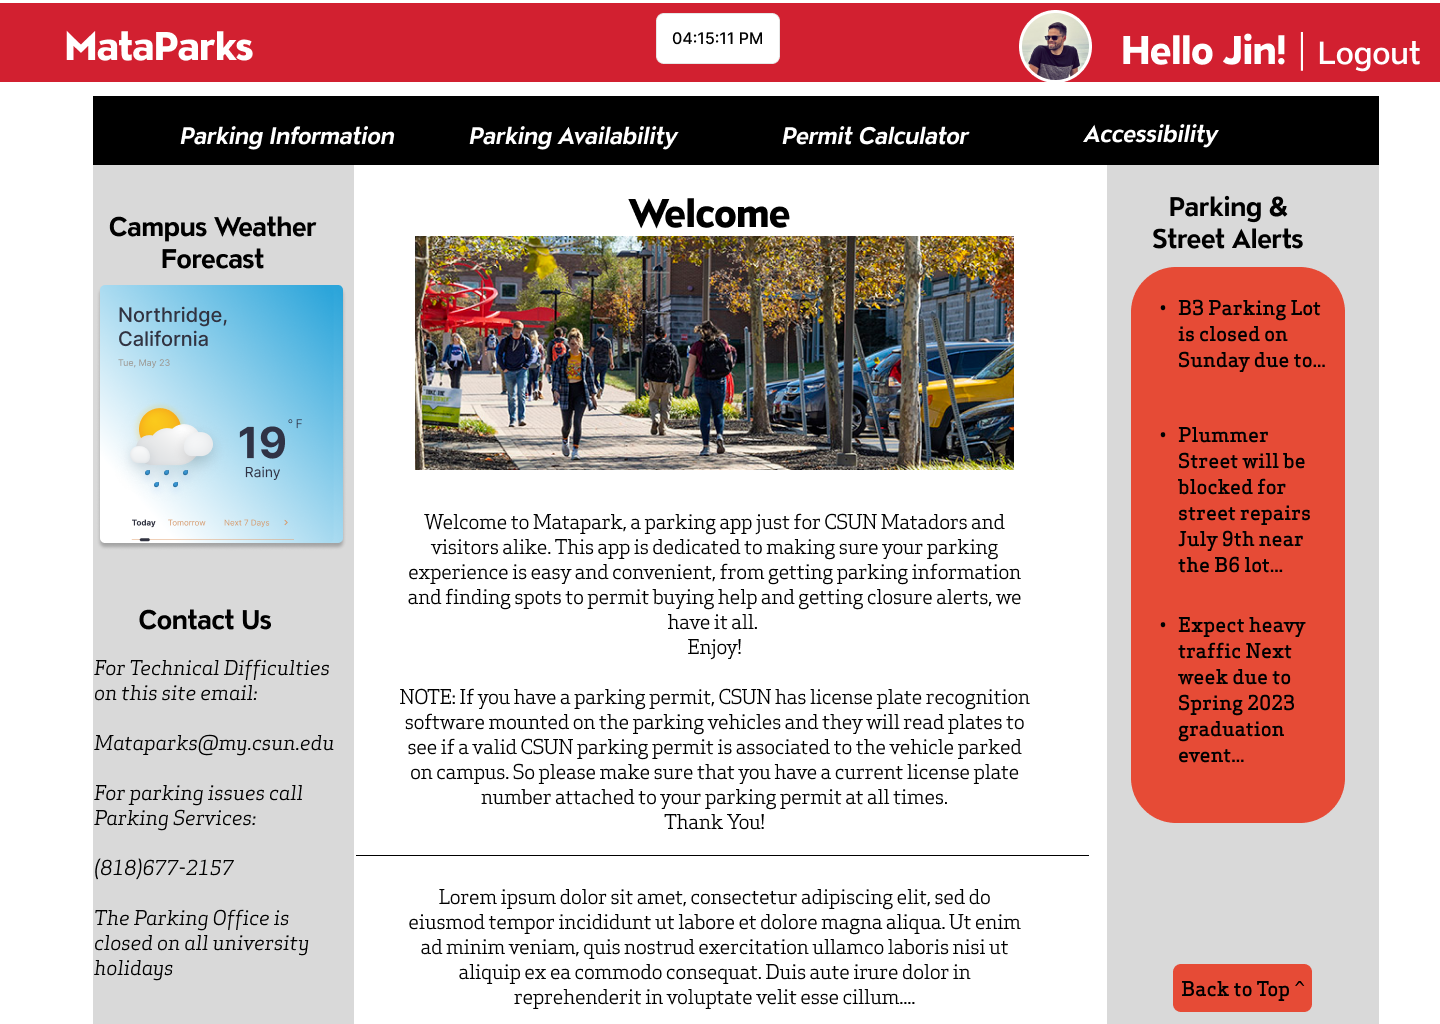 MataParks
04:15:11 PM
Hello Jin! | Logout
Parking Information
Parking Availability
Permit Calculator
Accessibility
Campus Weather
Forecast
Northridge,
California
Tue, May 23
19 ° F
Rainy
Today
Tomorrow
Next 7 Days >
Contact Us
For Technical Difficulties
on this site email:
Mataparks@my.csun.edu
For parking issues call
Parking Services:
(818)677-2157
The Parking Office is
closed on all university
holidays
Welcome
Welcome to Matapark, a parking app just for CSUN Matadors and
visitors alike. This app is dedicated to making sure your parking
experience is easy and convenient, from getting parking information
and finding spots to permit buying help and getting closure alerts, we
have it all.
Enjoy!
NOTE: If you have a parking permit, CSUN has license plate recognition
software mounted on the parking vehicles and they will read plates to
see if a valid CSUN parking permit is associated to the vehicle parked
on campus. So please make sure that you have a current license plate
number attached to your parking permit at all times.
Thank You!
Lorem ipsum dolor sit amet, consectetur adipiscing elit, sed do
eiusmod tempor incididunt ut labore et dolore magna aliqua. Ut enim
ad minim veniam, quis nostrud exercitation ullamco laboris nisi ut
aliquip ex ea commodo consequat. Duis aute irure dolor in
reprehenderit in voluptate velit esse cillum....
Parking &
Street Alerts
• B3 Parking Lot
is closed on
Sunday due to...
• Plummer
Street will be
blocked for
street repairs
July 9th near
the B6 lot...
• Expect heavy
traffic Next
week due to
Spring 2023
graduation
event...
Back to Top ^